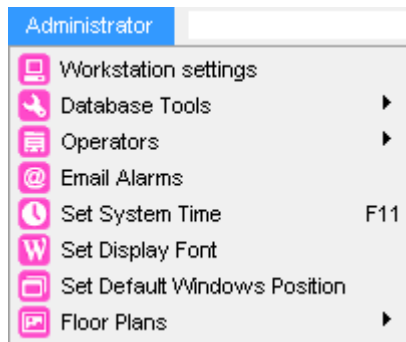 Administrator
Workstation settings
Database Tools
Operators
@ Email Alarms
Set System Time F11
W Set Display Font
Set Default Windows Position
Floor Plans